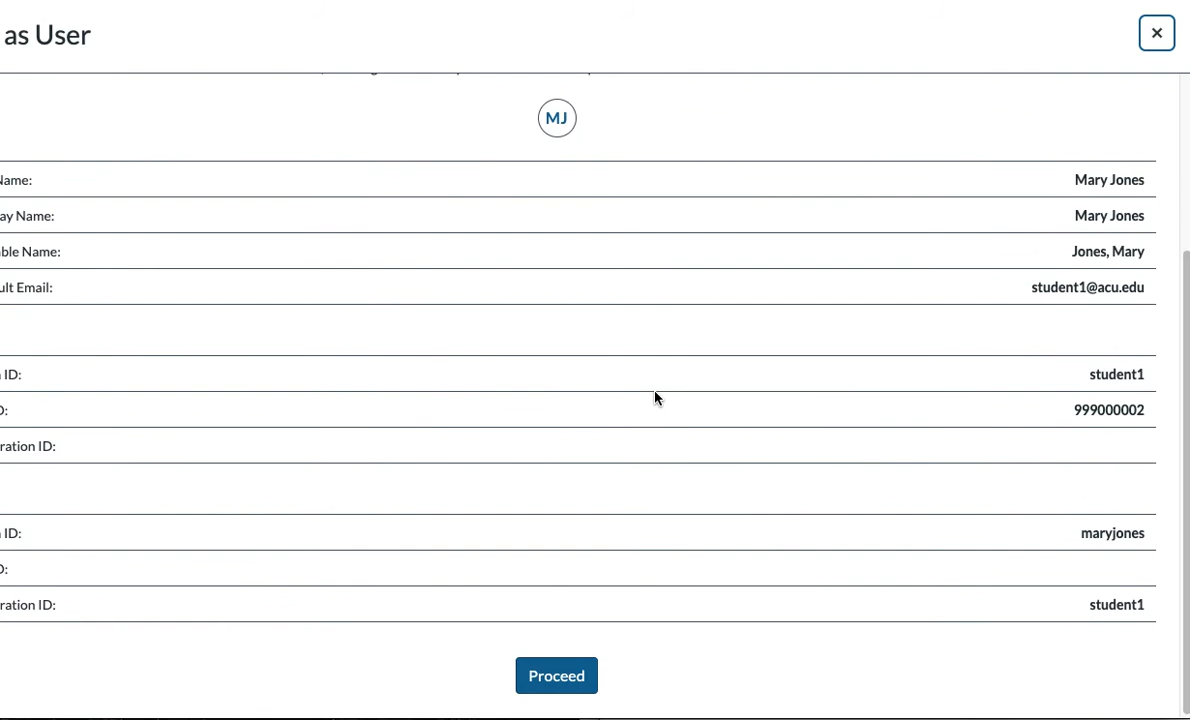 as User
MJ
Name: Mary Jones
ay Name: Mary Jones
ble Name: Jones, Mary
ult Email: student1@acu.edu
ID: student1
D: 999000002
ration ID:
ID: maryjones
D:
ration ID: student1
Proceed